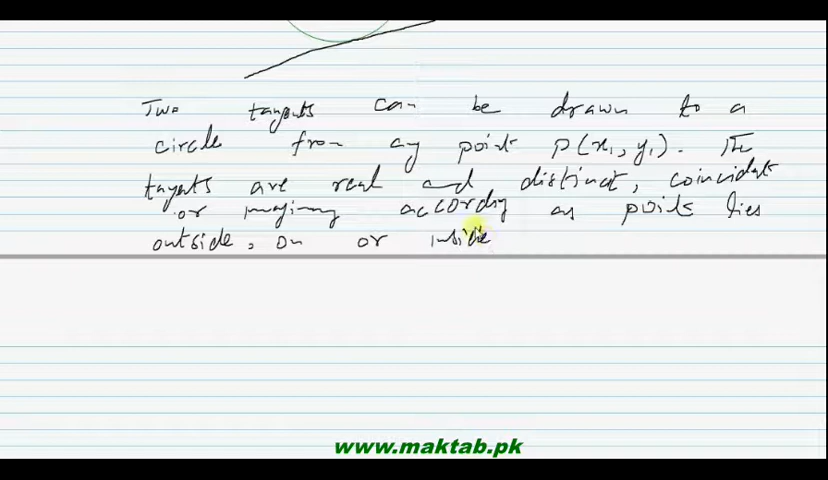 Two tangents can be drawn to a
circle from any point P(x₁, y₁). The
tangents are real and distinct, coincident
or imaginary according as point lies
outside, on or inside
www.maktab.pk